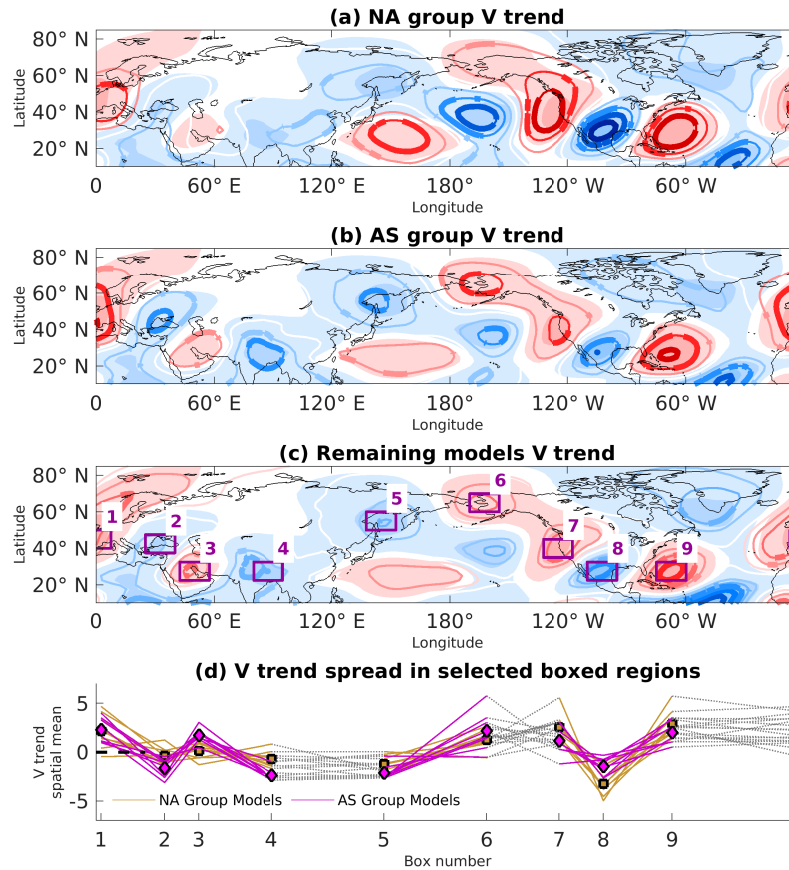 (a) NA group V trend
80° N
60° N
40° N
20° N
Latitude
0
60° E
120° E
180°
120° W
60° W
Longitude
(b) AS group V trend
80° N
60° N
40° N
20° N
Latitude
0
60° E
120° E
180°
120° W
60° W
Longitude
(c) Remaining models V trend
80° N
60° N
40° N
20° N
Latitude
1
2
3
4
5
6
7
8
9
0
60° E
120° E
180°
120° W
60° W
Longitude
(d) V trend spread in selected boxed regions
V trend
spatial mean
5
0
-5
NA Group Models
AS Group Models
1
2
3
4
5
6
7
8
9
Box number